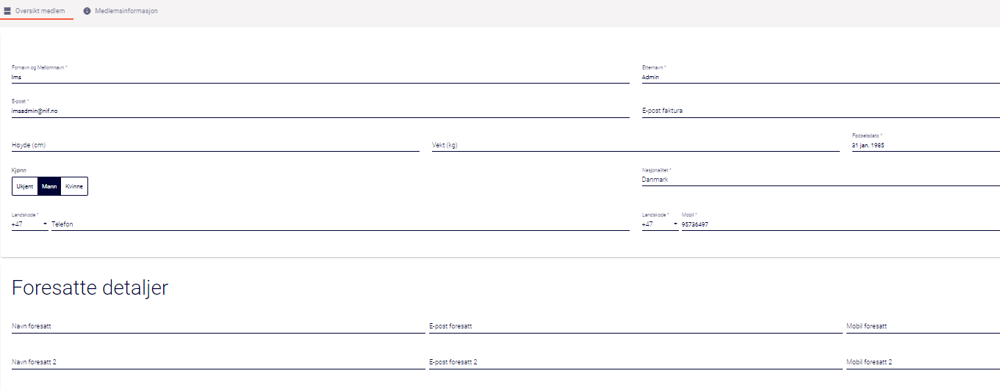 Oversikt medlem Medlemsinformasjon
Fornavn og Mellomnavn * Etternavn *
Ims Admin
E-post *
imsadmin@nif.no E-post faktura
Fødselsdato *
Høyde (cm) Vekt (kg) 31 jan. 1985
Kjønn Nasjonalitet *
Ukjent Mann Kvinne Danmark
Landskode * Landskode * Mobil *
+47 Telefon +47 95736497
Foresatte detaljer
Navn foresatt E-post foresatt Mobil foresatt
Navn foresatt 2 E-post foresatt 2 Mobil foresatt 2